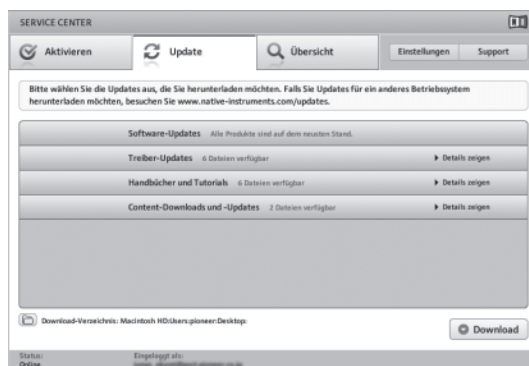 SERVICE CENTER
Aktivieren
Update
Übersicht
Einstellungen
Support
Bitte wählen Sie die Updates aus, die Sie herunterladen möchten. Falls Sie Updates für ein anderes Betriebssystem
herunterladen möchten, besuchen Sie www.native-instruments.com/updates.
Software-Updates Alle Produkte sind auf dem neusten Stand.
Treiber-Updates 6 Dateien verfügbar Details zeigen
Handbücher und Tutorials 6 Dateien verfügbar Details zeigen
Content-Downloads und -Updates 2 Dateien verfügbar Details zeigen
Download-Verzeichnis: Macintosh HD:Users:pioneer:Desktop:
Download
Status: Eingeloggt als:
Online